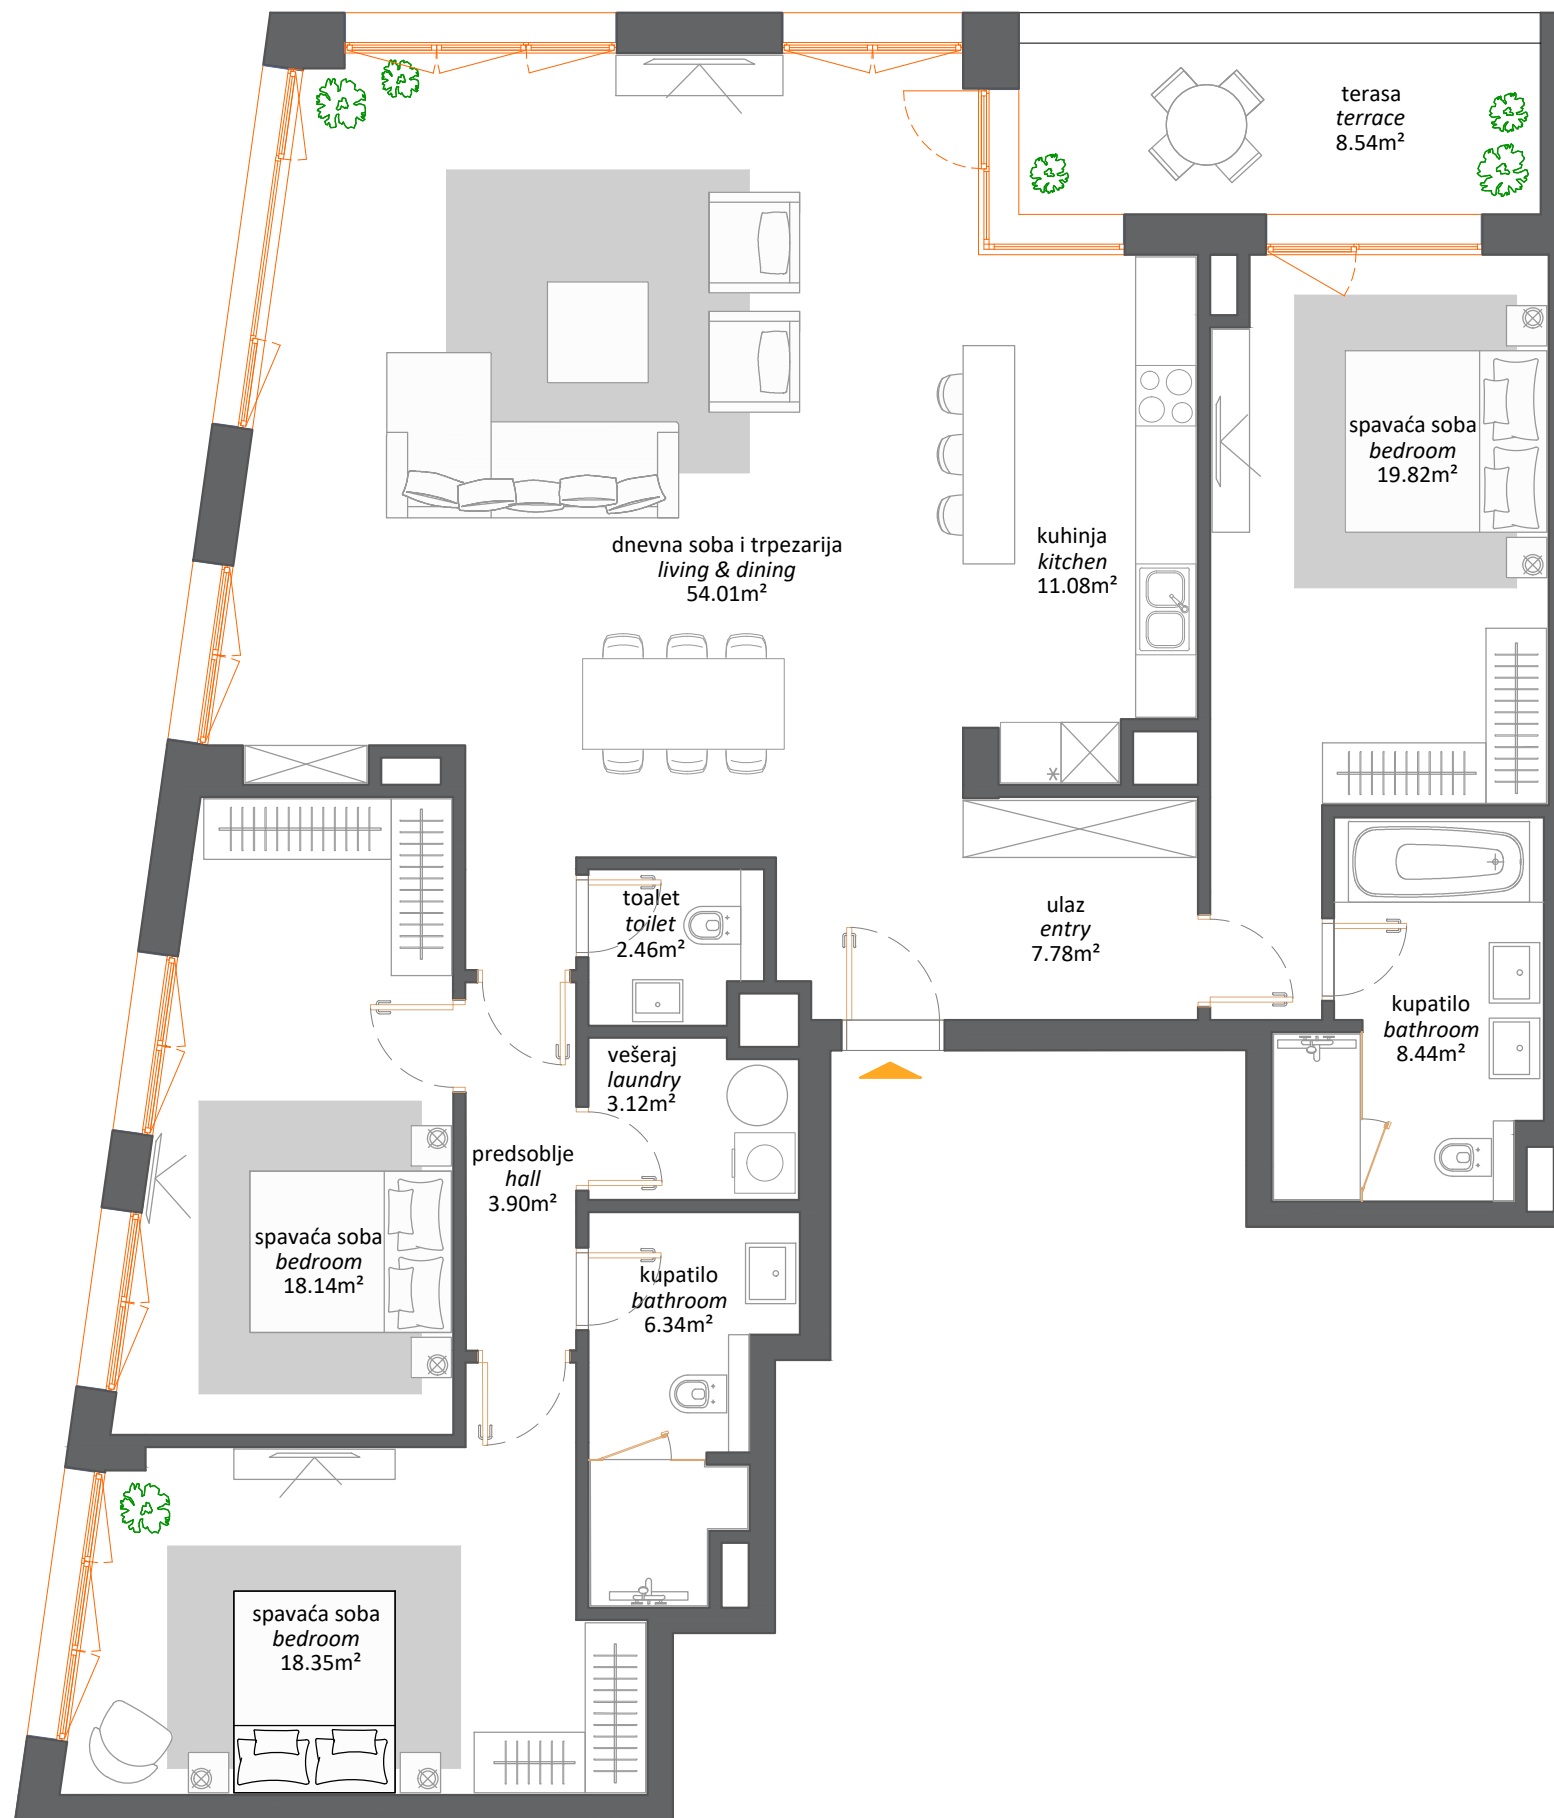 terasa
terrace
8.54m²
spavaća soba
bedroom
19.82m²
dnevna soba i trpezarija
living & dining
54.01m²
kuhinja
kitchen
11.08m²
toalet
toilet
2.46m²
ulaz
entry
7.78m²
kupatilo
bathroom
8.44m²
vešeraj
laundry
3.12m²
predsoblje
hall
3.90m²
spavaća soba
bedroom
18.14m²
kupatilo
bathroom
6.34m²
spavaća soba
bedroom
18.35m²